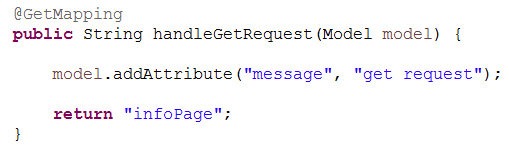 @GetMapping
public String handleGetRequest(Model model) {
model.addAttribute("message", "get request");
return "infoPage";
}